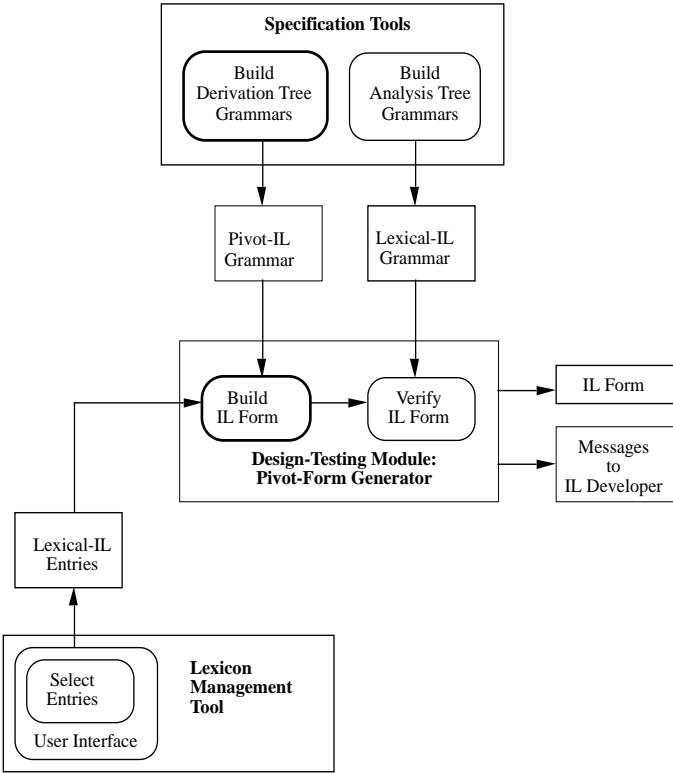 Specification Tools
Build
Derivation Tree
Grammars
Build
Analysis Tree
Grammars
Pivot-IL
Grammar
Lexical-IL
Grammar
Build
IL Form
Verify
IL Form
Design-Testing Module:
Pivot-Form Generator
IL Form
Messages
to
IL Developer
Lexical-IL
Entries
Select
Entries
User Interface
Lexicon
Management
Tool